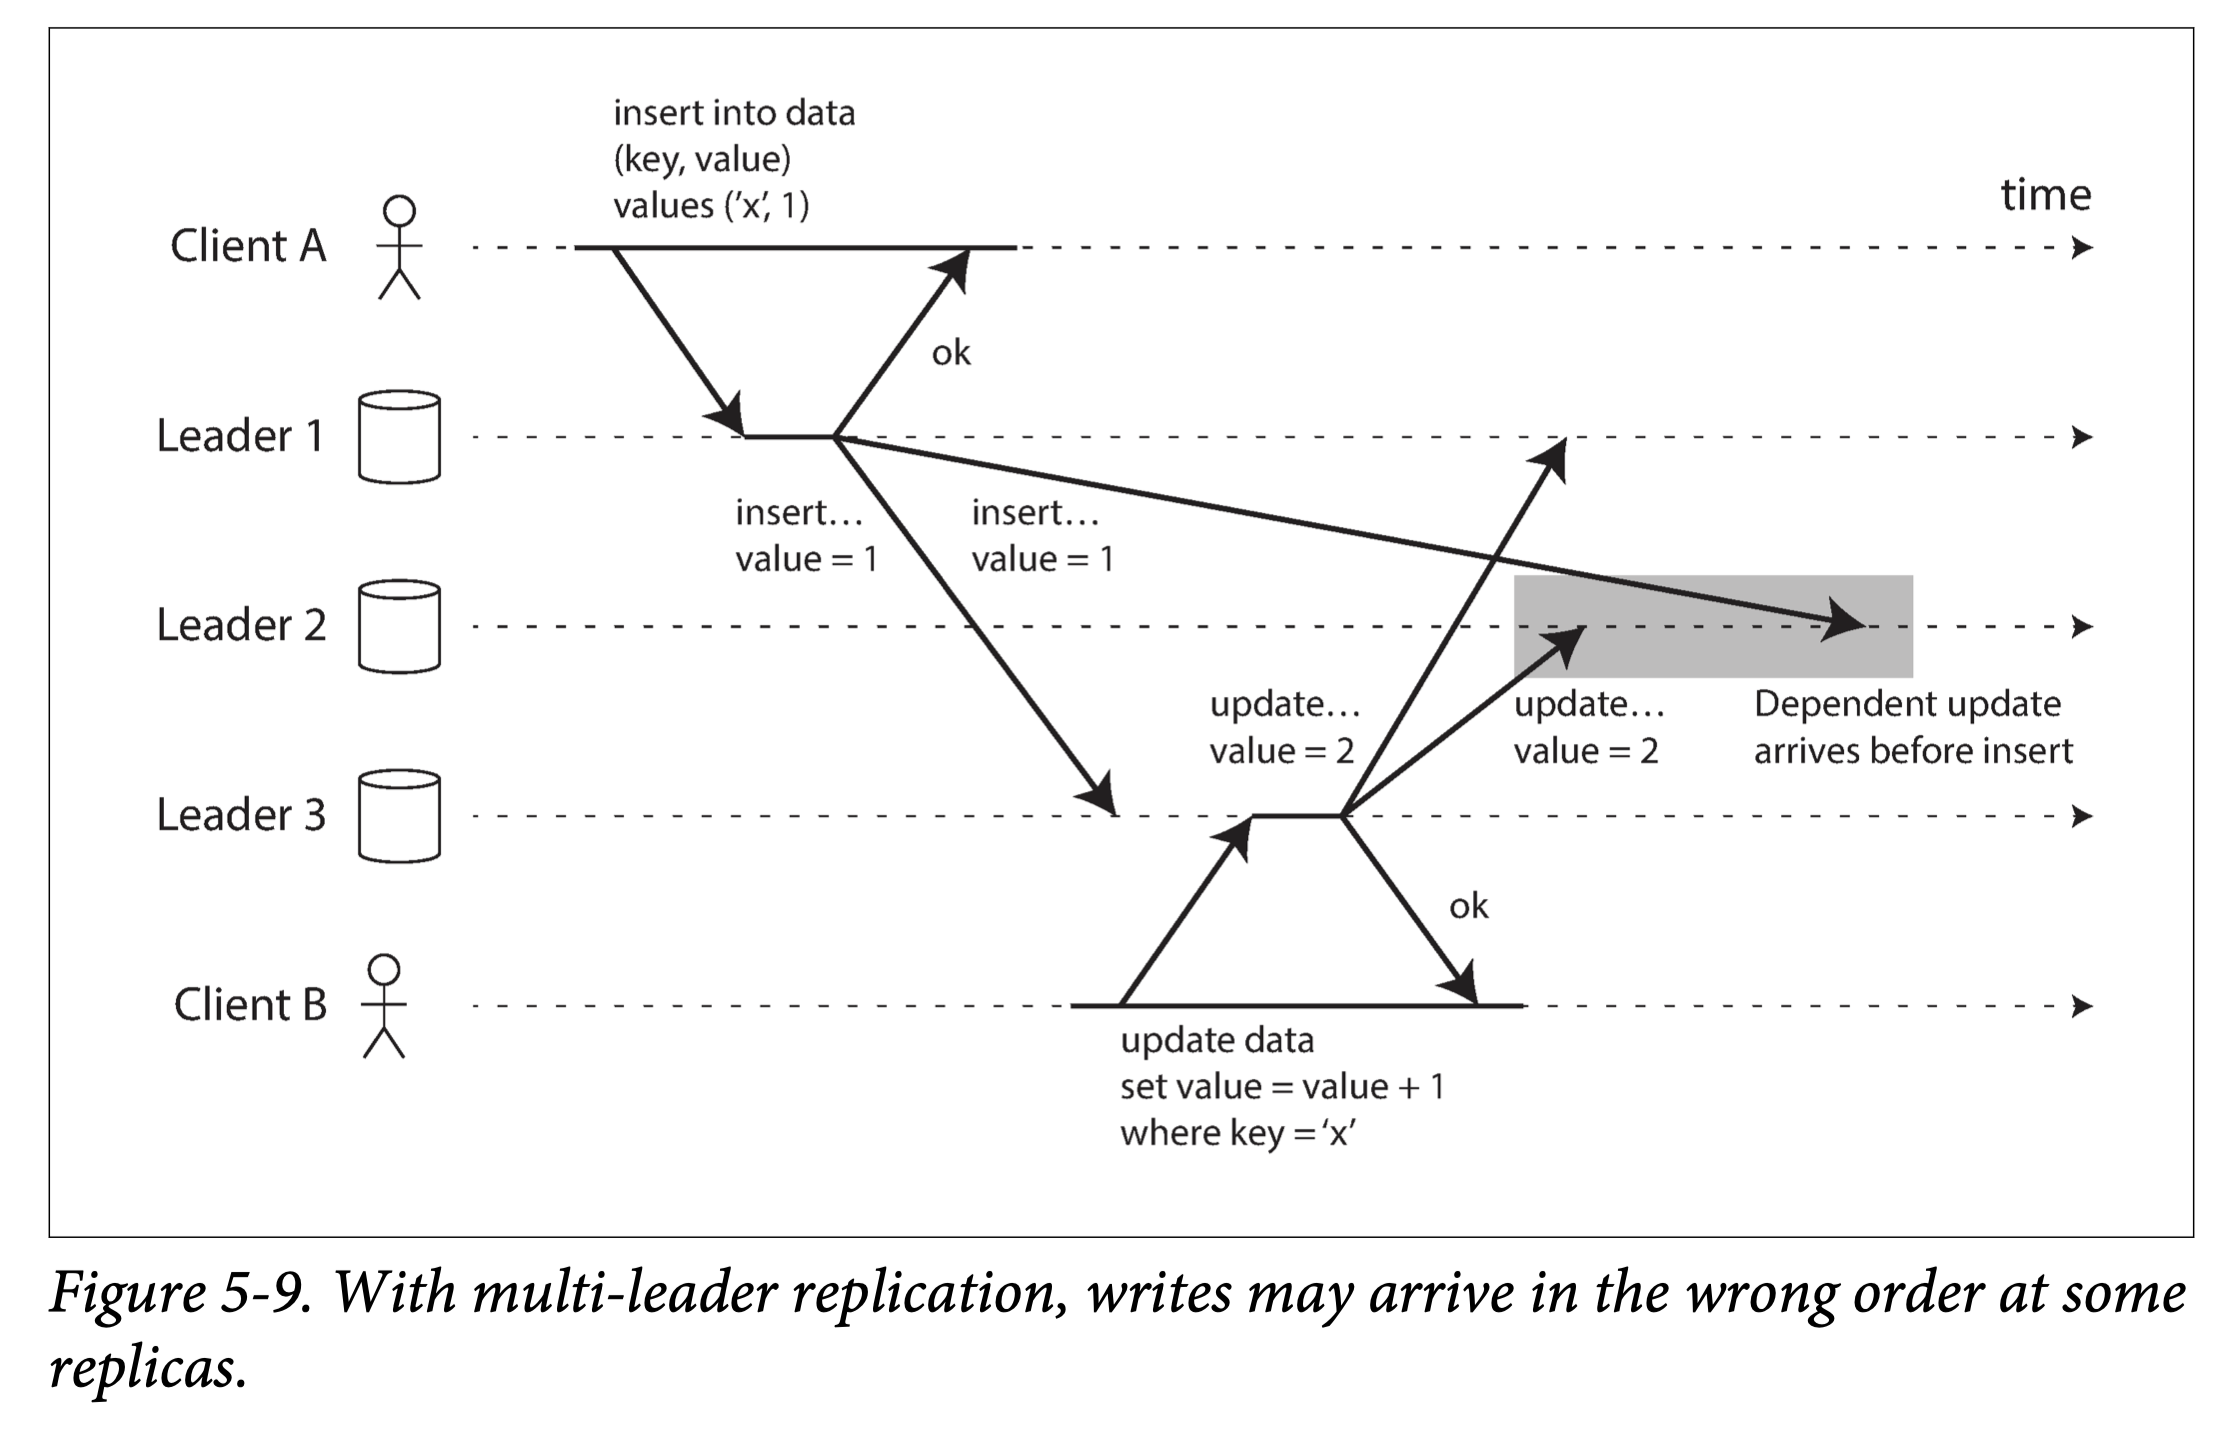 insert into data
(key, value)
values ('x', 1)
time
Client A
ok
Leader 1
insert…
value = 1
insert…
value = 1
Leader 2
update…
value = 2
update…
value = 2
Dependent update
arrives before insert
Leader 3
ok
Client B
update data
set value = value + 1
where key = 'x'
Figure 5-9. With multi-leader replication, writes may arrive in the wrong order at some
replicas.